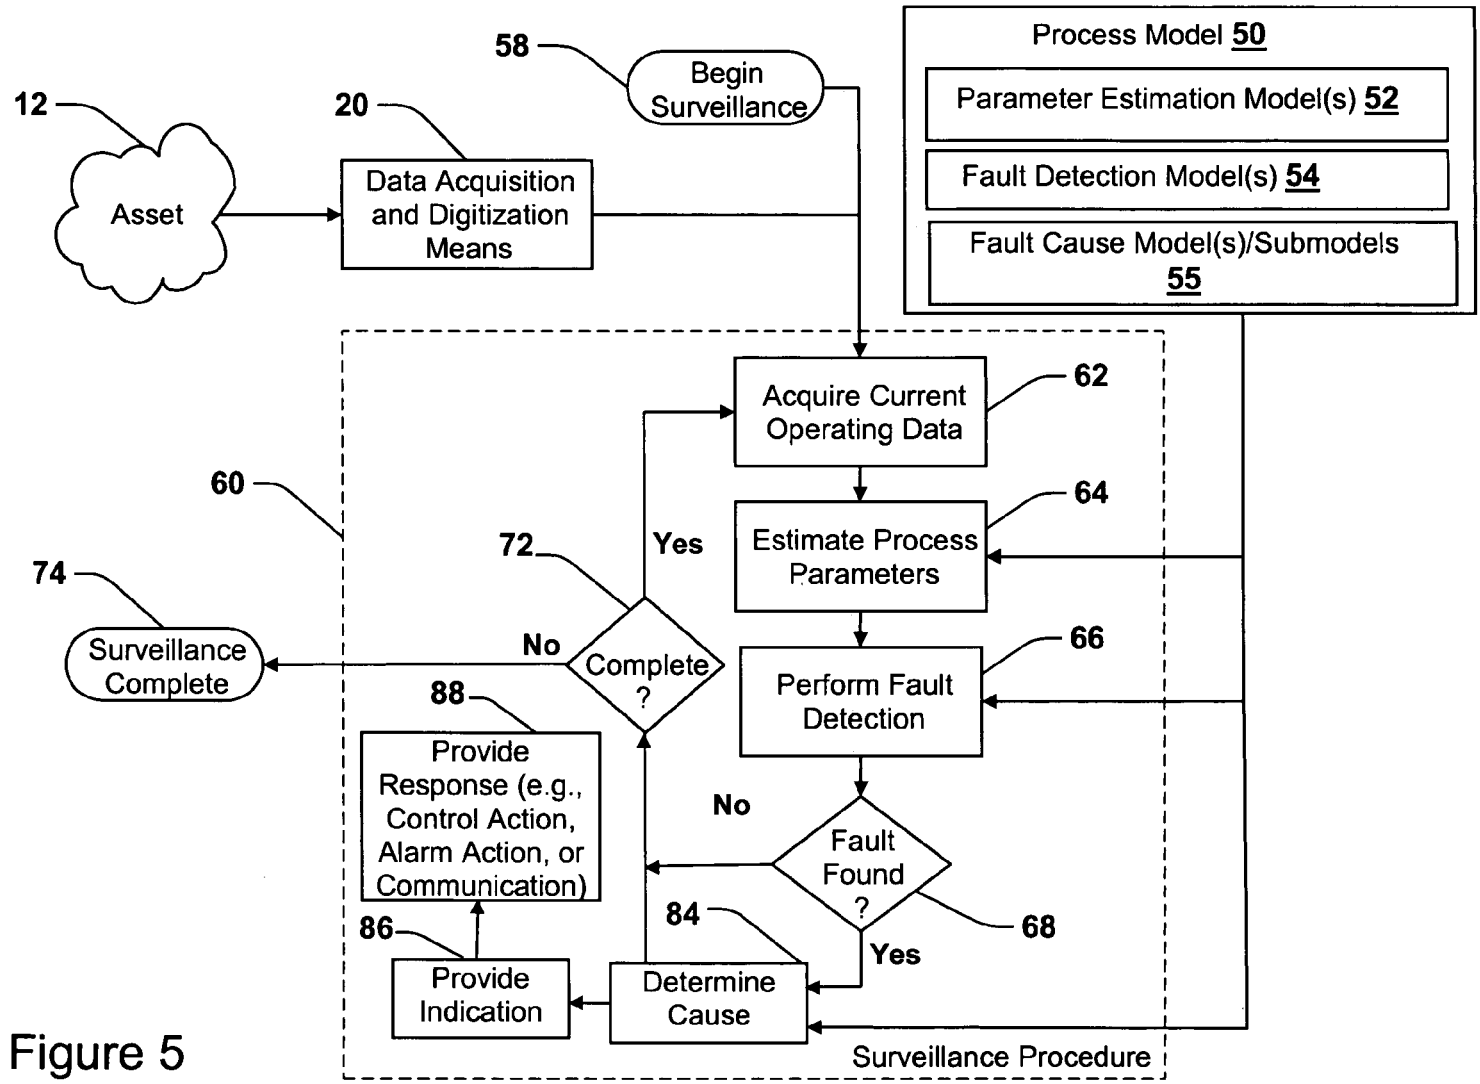 58
Begin
Surveillance
Process Model 50
Parameter Estimation Model(s) 52
Fault Detection Model(s) 54
Fault Cause Model(s)/Submodels
55
12
Asset
20
Data Acquisition
and Digitization
Means
60
62
Acquire Current
Operating Data
64
Estimate Process
Parameters
72
Yes
No
Complete
?
74
Surveillance
Complete
66
Perform Fault
Detection
88
Provide
Response (e.g.,
Control Action,
Alarm Action, or
Communication)
No
Fault
Found
?
68
Yes
84
Determine
Cause
86
Provide
Indication
Surveillance Procedure
Figure 5